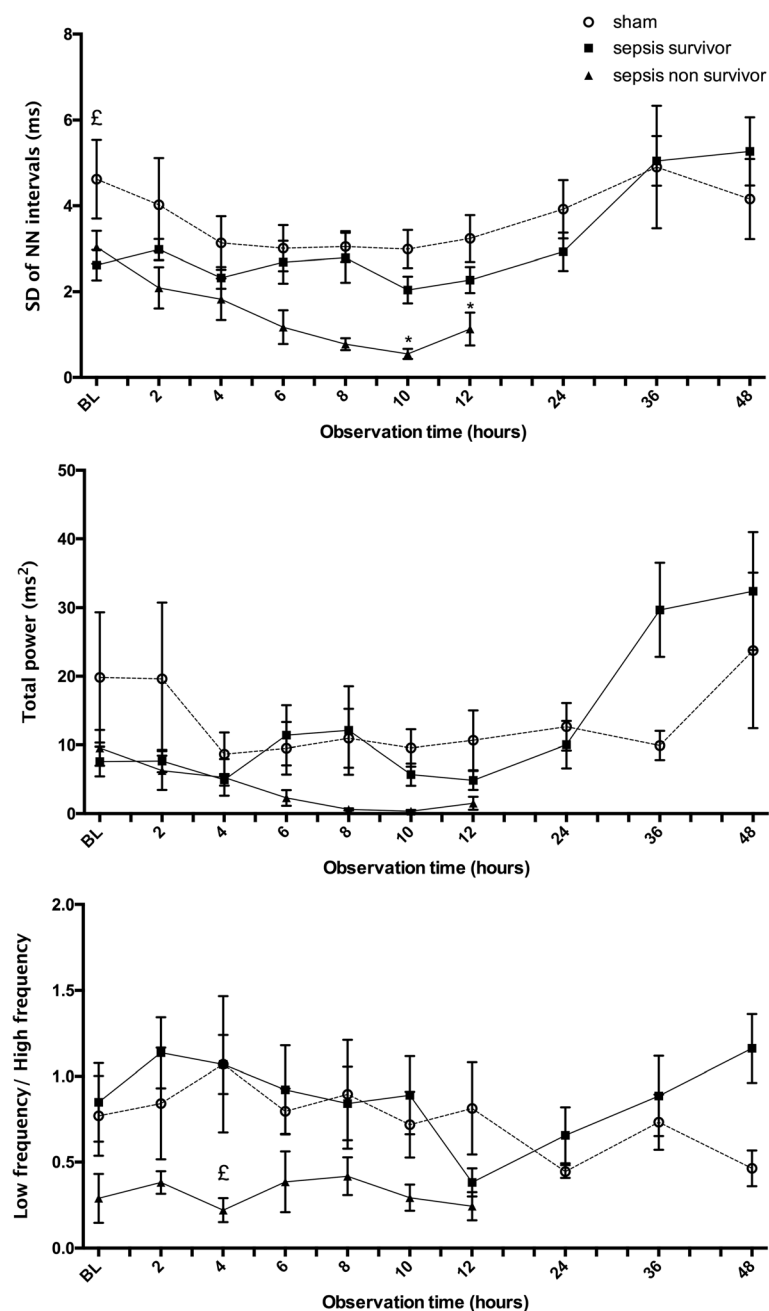 sham
sepsis survivor
sepsis non survivor
SD of NN intervals (ms)
8
6
4
2
0
£
*
*
BL 2 4 6 8 10 12 24 36 48
Observation time (hours)
Total power (ms²)
50
40
30
20
10
0
BL 2 4 6 8 10 12 24 36 48
Observation time (hours)
Low frequency/ High frequency
2.0
1.5
1.0
0.5
0.0
£
BL 2 4 6 8 10 12 24 36 48
Observation time (hours)